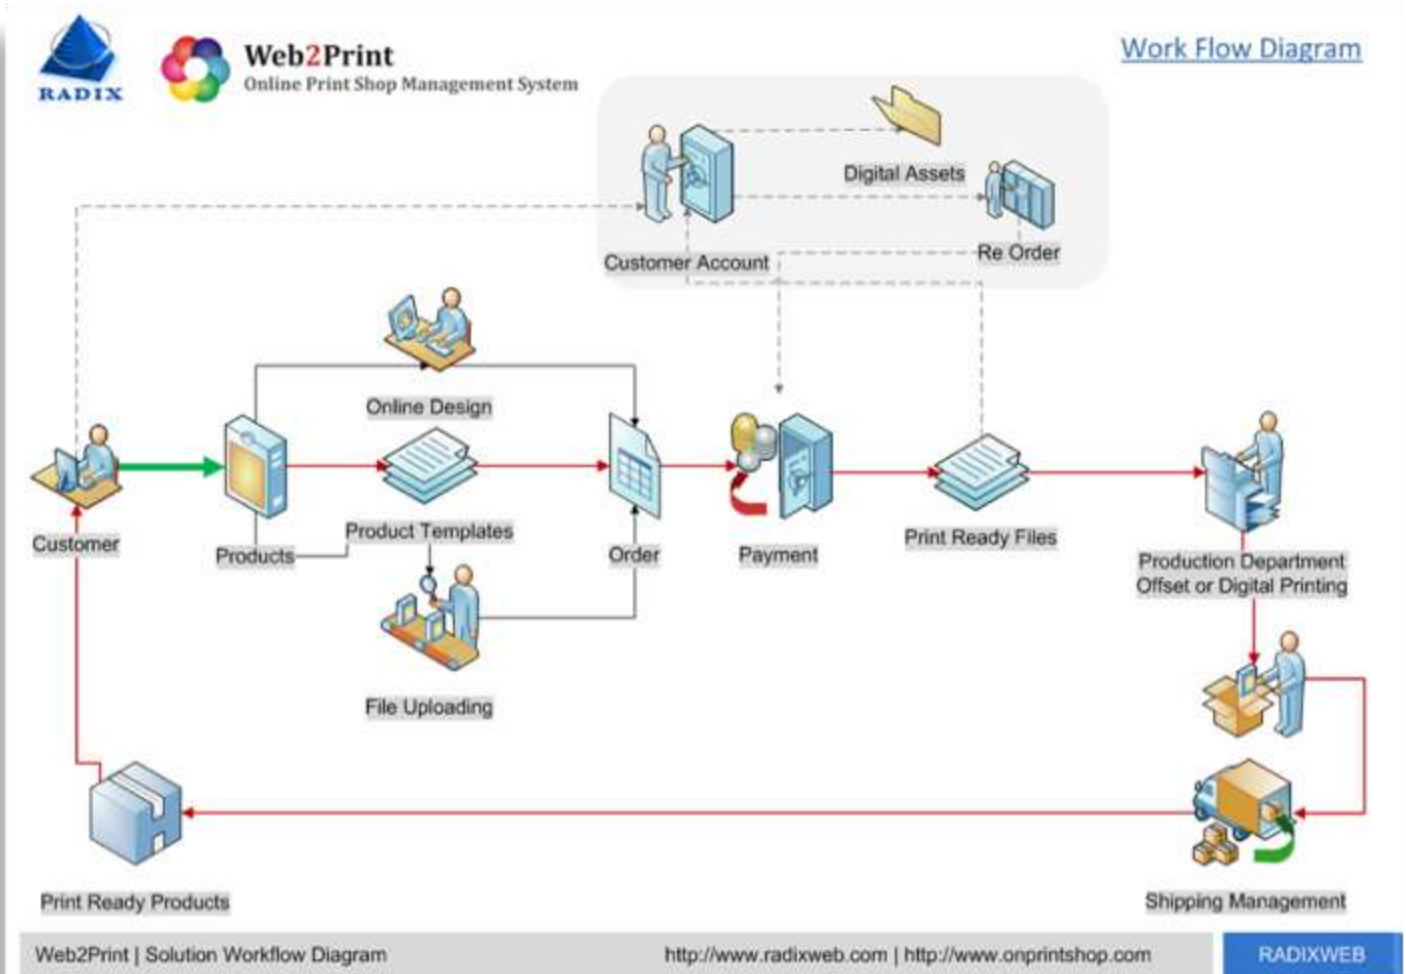 RADIX
Web2Print
Online Print Shop Management System
Work Flow Diagram
Digital Assets
Customer Account
Re Order
Online Design
Customer
Products
Product Templates
Order
Payment
Print Ready Files
Production Department
Offset or Digital Printing
File Uploading
Print Ready Products
Shipping Management
Web2Print | Solution Workflow Diagram
http://www.radixweb.com | http://www.onprintshop.com
RADIXWEB